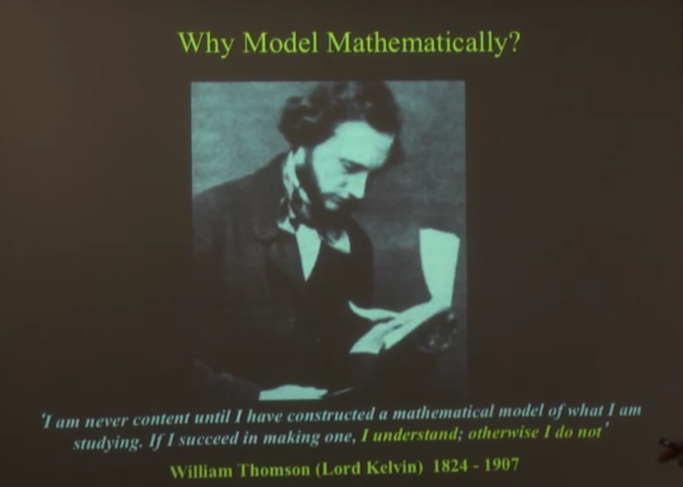 Why Model Mathematically?
'I am never content until I have constructed a mathematical model of what I am
studying. If I succeed in making one, I understand; otherwise I do not'
William Thomson (Lord Kelvin) 1824 - 1907